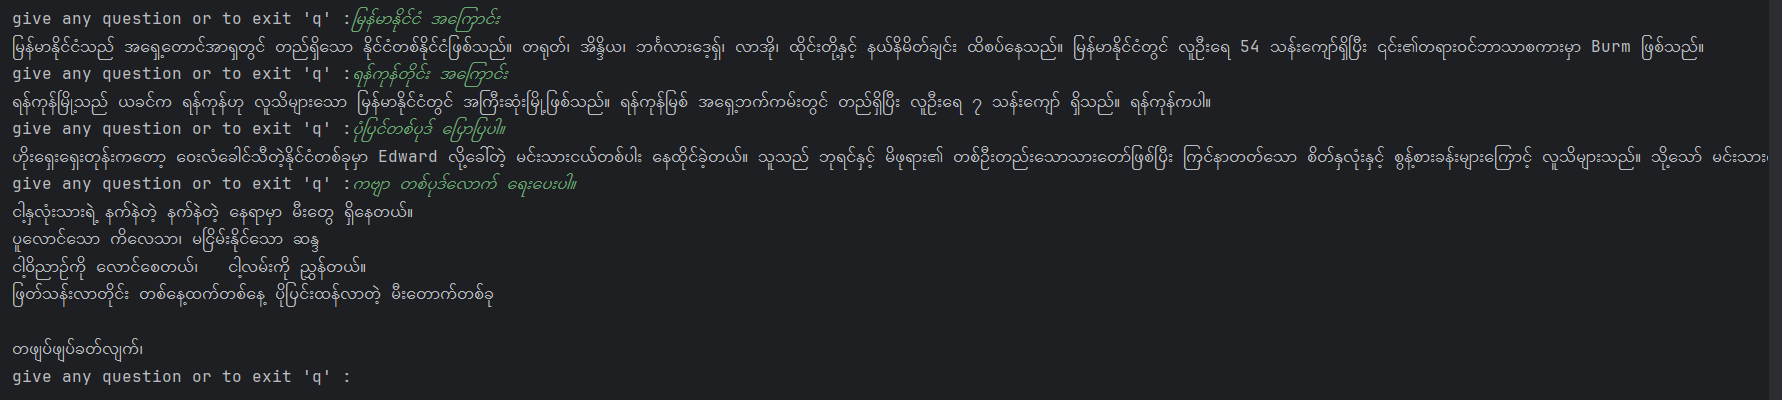 give any question or to exit 'q' :မြန်မာနိုင်ငံ အကြောင်း
မြန်မာနိုင်ငံသည် အရှေ့တောင်အာရှတွင် တည်ရှိသော နိုင်ငံတစ်နိုင်ငံဖြစ်သည်။ တရုတ်၊ အိန္ဒိယ၊ ဘင်္ဂလားဒေ့ရှ်၊ လာအို၊ ထိုင်းတို့နှင့် နယ်နိမိတ်ချင်း ထိစပ်နေသည်။ မြန်မာနိုင်ငံတွင် လူဦးရေ 54 သန်းကျော်ရှိပြီး ၎င်း၏တရားဝင်ဘာသာစကားမှာ Burm ဖြစ်သည်။
give any question or to exit 'q' :ရန်ကုန်တိုင်း အကြောင်း
ရန်ကုန်မြို့သည် ယခင်က ရန်ကုန်ဟု လူသိများသော မြန်မာနိုင်ငံတွင် အကြီးဆုံးမြို့ဖြစ်သည်။ ရန်ကုန်မြစ် အရှေ့ဘက်ကမ်းတွင် တည်ရှိပြီး လူဦးရေ ၇ သန်းကျော် ရှိသည်။ ရန်ကုန်ကပါ။
give any question or to exit 'q' :ပုံပြင်တစ်ပုဒ် ပြောပြပါ။
ဟိုးရှေးရှေးတုန်းကတော့ ဝေးလံခေါင်သီတဲ့နိုင်ငံတစ်ခုမှာ Edward လို့ခေါ်တဲ့ မင်းသားငယ်တစ်ပါး နေထိုင်ခဲ့တယ်။ သူသည် ဘုရင်နှင့် မိဖုရား၏ တစ်ဦးတည်းသောသားတော်ဖြစ်ပြီး ကြင်နာတတ်သော စိတ်နှလုံးနှင့် စွန့်စားခန်းများကြောင့် လူသိများသည်။ သို့သော် မင်းသား
give any question or to exit 'q' :ကဗျာ တစ်ပုဒ်လောက် ရေးပေးပါ။
ငါ့နှလုံးသားရဲ့ နက်နဲတဲ့ နက်နဲတဲ့ နေရာမှာ မီးတွေ ရှိနေတယ်။
ပူလောင်သော ကိလေသာ၊ မငြိမ်းနိုင်သော ဆန္ဒ
ငါ့ဝိညာဉ်ကို လောင်စေတယ်၊ ငါ့လမ်းကို ညွှန်တယ်။
ဖြတ်သန်းလာတိုင်း တစ်နေ့ထက်တစ်နေ့ ပိုပြင်းထန်လာတဲ့ မီးတောက်တစ်ခု
တဖျပ်ဖျပ်ခတ်လျက်၊
give any question or to exit 'q' :